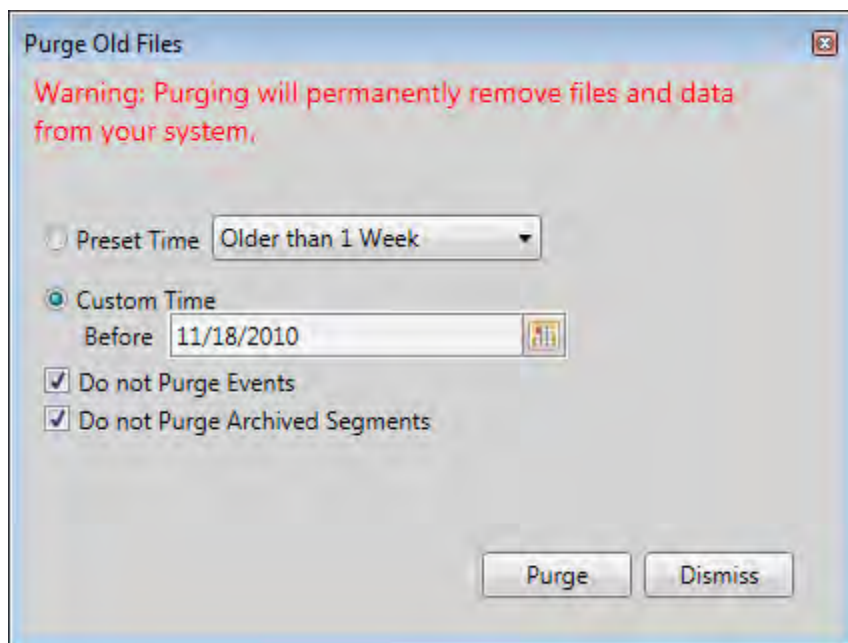 Purge Old Files
Warning: Purging will permanently remove files and data
from your system.
Preset Time Older than 1 Week
Custom Time
Before 11/18/2010
Do not Purge Events
Do not Purge Archived Segments
Purge Dismiss